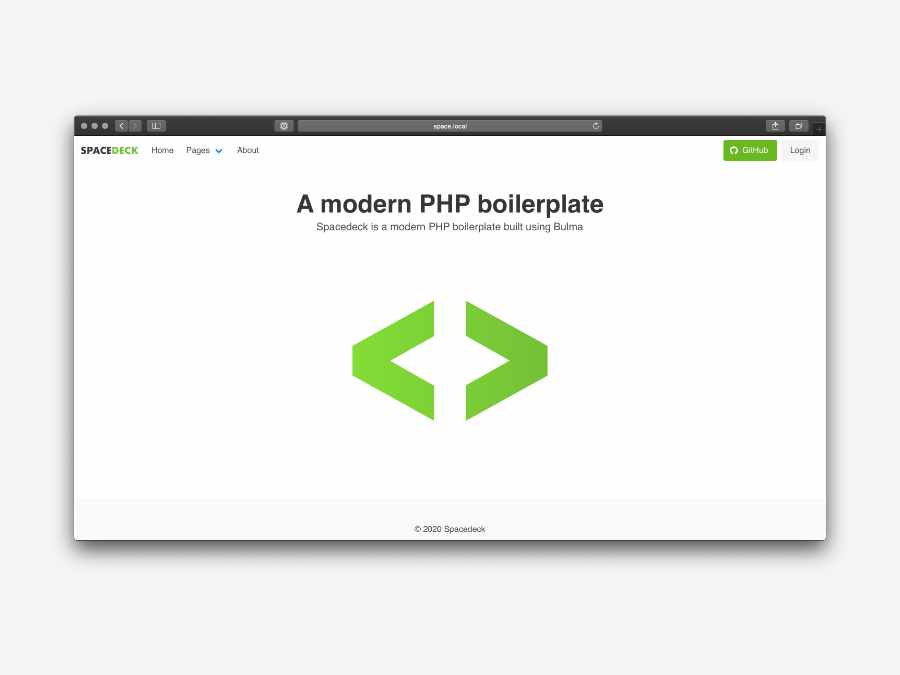 space.local
SPACEDECK Home Pages About GitHub Login
A modern PHP boilerplate
Spacedeck is a modern PHP boilerplate built using Bulma
© 2020 Spacedeck